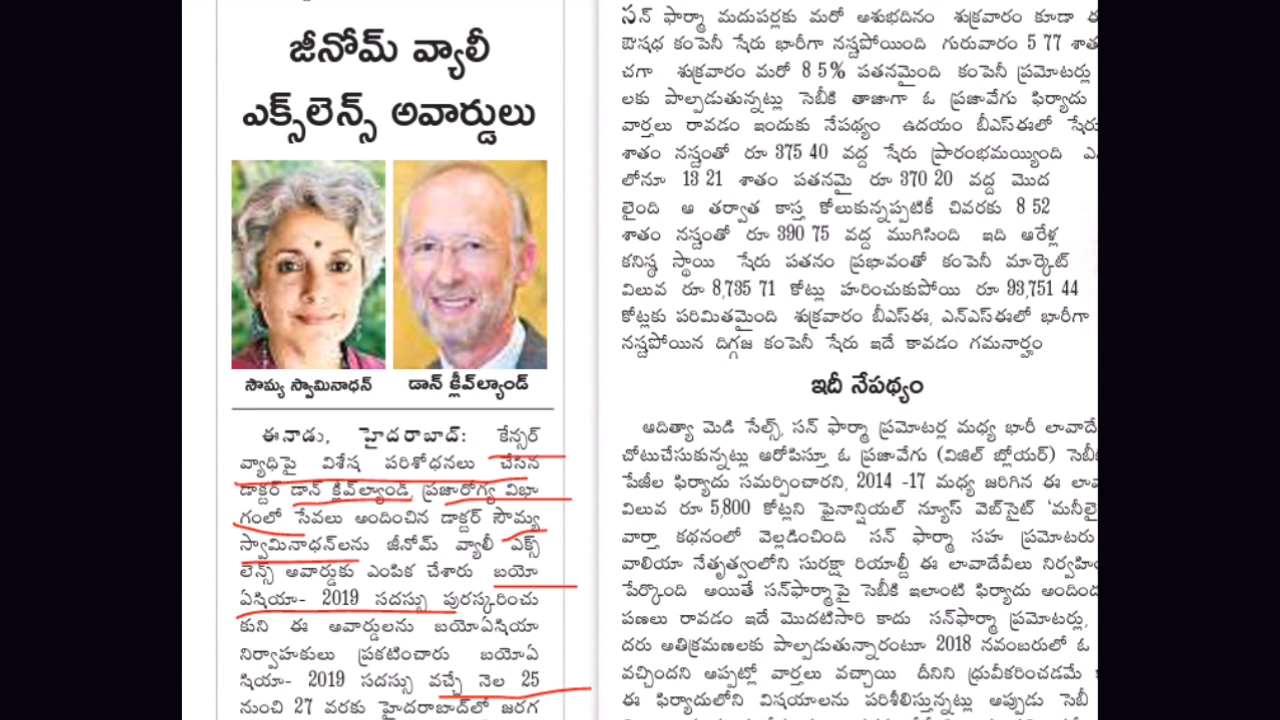 జీనోమ్ వ్యాలీ
ఎక్స్‌లెన్స్ అవార్డులు
సౌమ్య స్వామినాథన్ డాన్ క్లీవ్‌ల్యాండ్
ఈనాడు, హైదరాబాద్: కేన్సర్
వ్యాధిపై విశేష పరిశోధనలు చేసిన
డాక్టర్ డాన్ క్లీవ్‌ల్యాండ్, ప్రజారోగ్య విభా
గంలో సేవలు అందించిన డాక్టర్ సౌమ్య
స్వామినాథన్‌లను జీనోమ్ వ్యాలీ ఎక్స్
లెన్స్ అవార్డుకు ఎంపిక చేశారు బయో
ఏషియా- 2019 సదస్సు పురస్కరించు
కుని ఈ అవార్డులను బయోఏషియా
నిర్వాహకులు ప్రకటించారు బయోఏ
షియా- 2019 సదస్సు వచ్చే నెల 25
నుంచి 27 వరకు హైదరాబాద్‌లో జరగ
సన్ ఫార్మా మదుపర్లకు మరో అశుభదినం శుక్రవారం కూడా ఈ
ఔషధ కంపెనీ షేరు భారీగా నష్టపోయింది గురువారం 5 77 శాత
చగా శుక్రవారం మరో 8 5% పతనమైంది కంపెనీ ప్రమోటర్లు
లకు పాల్పడుతున్నట్లు సెబీకి తాజాగా ఓ ప్రజావేగు ఫిర్యాదు
వార్తలు రావడం ఇందుకు నేపథ్యం ఉదయం బీఎస్ఈలో షేరు
శాతం నష్టంతో రూ 375 40 వద్ద షేరు ప్రారంభమయ్యింది
లోనూ 13 21 శాతం పతనమై రూ 370 20 వద్ద మొద
లైంది ఆ తర్వాత కాస్త కోలుకున్నప్పటికీ చివరకు 8 52
శాతం నష్టంతో రూ 390 75 వద్ద ముగిసింది ఇది ఆరేళ్ల
కనిష్ఠ స్థాయి షేరు పతనం ప్రభావంతో కంపెనీ మార్కెట్
విలువ రూ 8,735 71 కోట్లు హరించుకుపోయి రూ 93,751 44
కోట్లకు పరిమితమైంది శుక్రవారం బీఎస్ఈ, ఎన్ఎస్ఈలో భారీగా
నష్టపోయిన దిగ్గజ కంపెనీ షేరు ఇదే కావడం గమనార్హం
ఇదీ నేపథ్యం
ఆదిత్యా మెడి సేల్స్, సన్ ఫార్మా ప్రమోటర్ల మధ్య భారీ లావాదే
చోటుచేసుకున్నట్లు ఆరోపిస్తూ ఓ ప్రజావేగు (విజిల్ బ్లోయర్) సెబీ
పేజీల ఫిర్యాదు సమర్పించారని, 2014 -17 మధ్య జరిగిన ఈ లావ
విలువ రూ 5,800 కోట్లని ఫైనాన్షియల్ న్యూస్ వెబ్‌సైట్ 'మనీలై
వార్తా కథనంలో వెల్లడించింది సన్ ఫార్మా సహ ప్రమోటరు
వాలియా నేతృత్వంలోని సురక్షా రియాల్టీ ఈ లావాదేవీలు నిర్వహిం
పేర్కొంది అయితే సన్‌ఫార్మాపై సెబీకి ఇలాంటి ఫిర్యాదు అందిం
పణలు రావడం ఇదే మొదటిసారి కాదు సన్‌ఫార్మా ప్రమోటర్లు,
దరు అతిక్రమణలకు పాల్పడుతున్నారంటూ 2018 నవంబరులో ఓ
వచ్చిందని అప్పట్లో వార్తలు వచ్చాయి దీనిని ధ్రువీకరించడమే
ఈ ఫిర్యాదులోని విషయాలను పరిశీలిస్తున్నట్లు అప్పుడు సెబీ